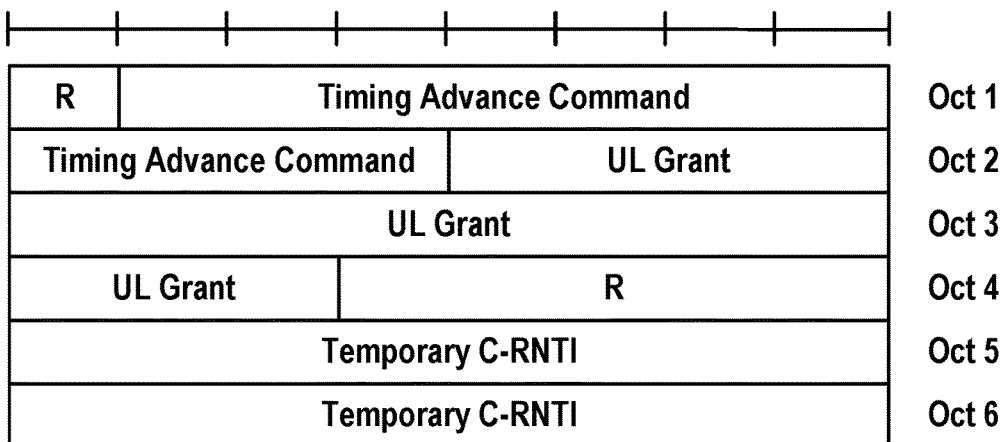 R Timing Advance Command Oct 1
Timing Advance Command UL Grant Oct 2
UL Grant Oct 3
UL Grant R Oct 4
Temporary C-RNTI Oct 5
Temporary C-RNTI Oct 6